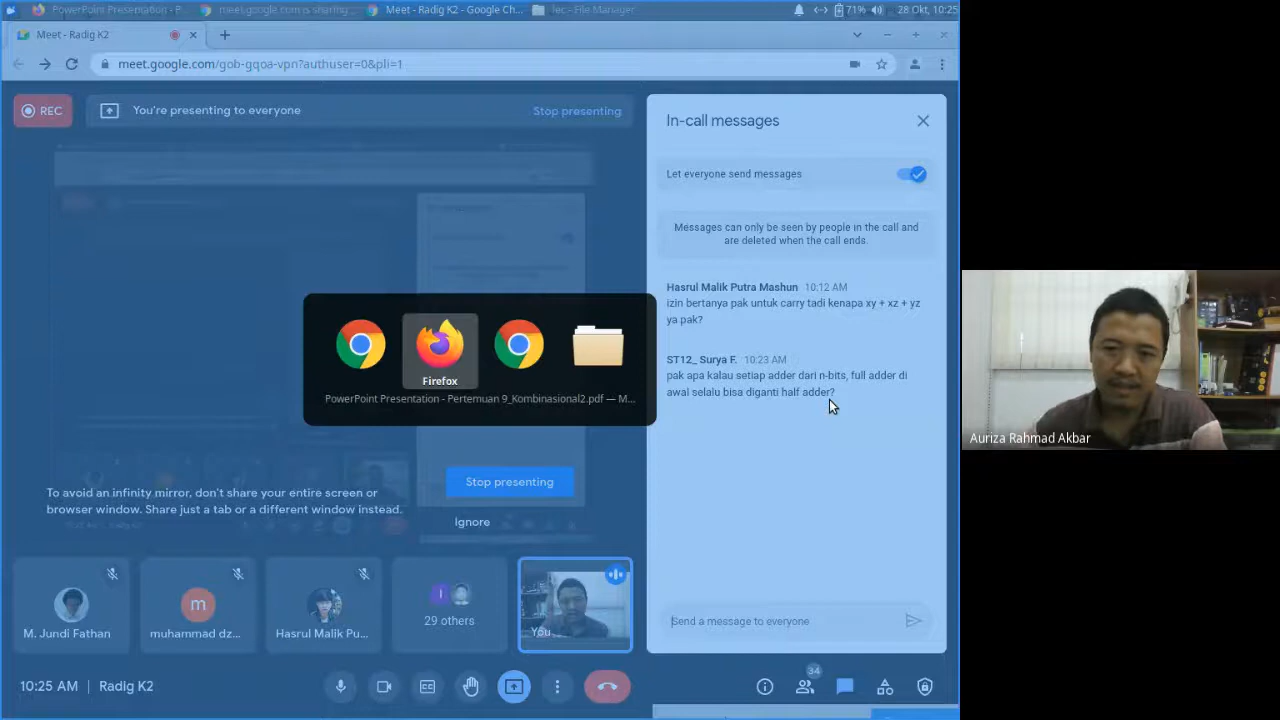 PowerPoint Presentation - P
meet.google.com is sharing
Meet - Radig K2 - Google Ch...
fec - File Manager
71%
28 Okt, 10:25
Meet - Radig K2
meet.google.com/gob-gqoa-vpn?authuser=0&pli=1
REC
You're presenting to everyone
Stop presenting
In-call messages
Let everyone send messages
Messages can only be seen by people in the call and
are deleted when the call ends.
Hasrul Malik Putra Mashun 10:12 AM
izin bertanya pak untuk carry tadi kenapa xy + xz + yz
ya pak?
ST12_ Surya F. 10:23 AM
pak apa kalau setiap adder dari n-bits, full adder di
awal selalu bisa diganti half adder?
Firefox
PowerPoint Presentation - Pertemuan 9_Kombinasional2.pdf — M...
To avoid an infinity mirror, don't share your entire screen or
browser window. Share just a tab or a different window instead.
Stop presenting
Ignore
M. Jundi Fathan
m
muhammad dz...
Hasrul Malik Pu...
I
29 others
You
Send a message to everyone
10:25 AM | Radig K2
34
Auriza Rahmad Akbar